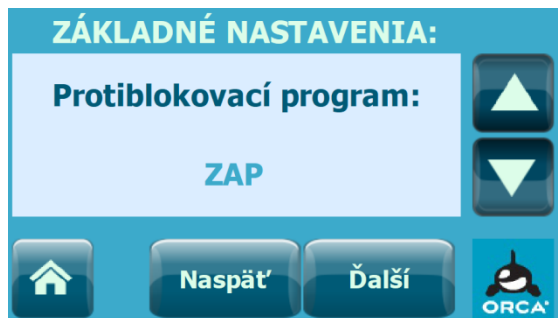 ZÁKLADNÉ NASTAVENIA:
Protiblokovací program:
ZAP
Naspäť
Ďalší
ORCA